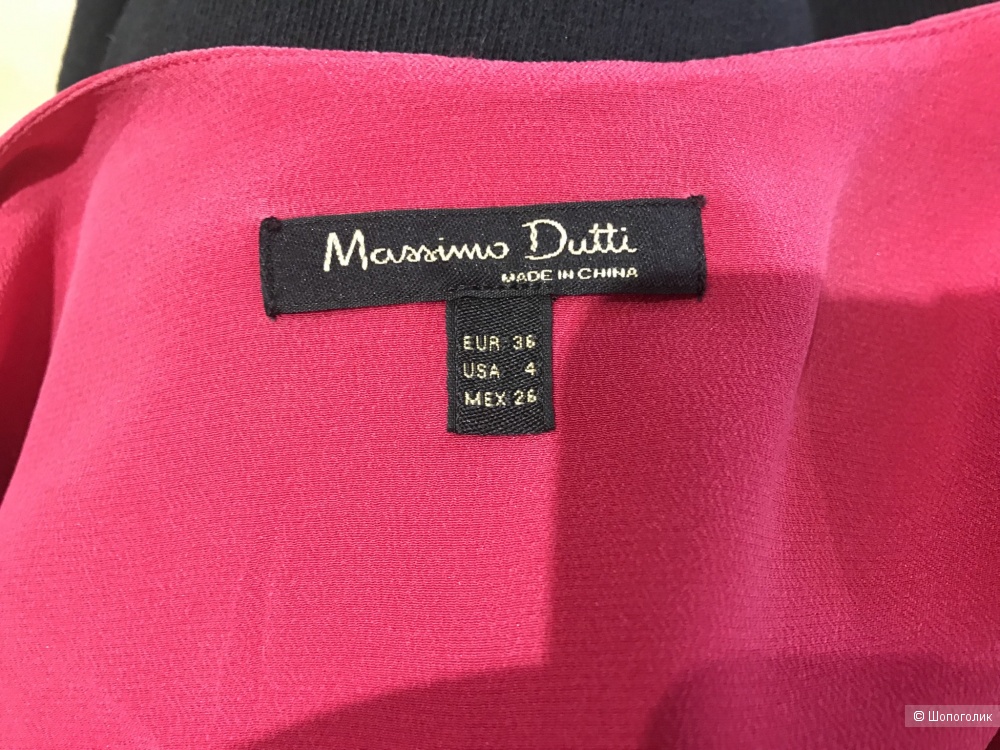 Massimo Dutti
MADE IN CHINA
EUR 36
USA 4
MEX 26
© Шопоголик